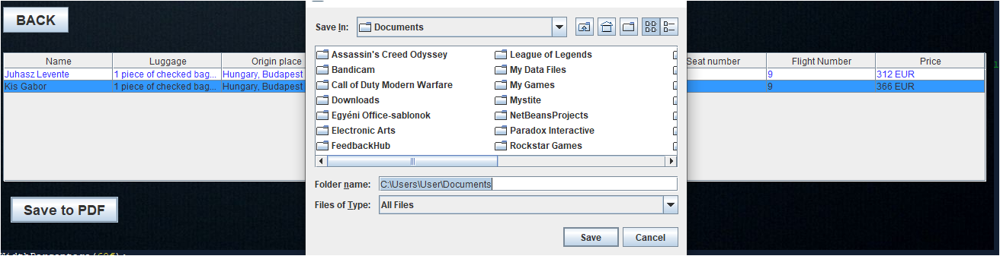 BACK
Save In: Documents
Name Luggage Origin place Seat number Flight Number Price
Juhasz Levente 1 piece of checked bag... Hungary, Budapest 9 312 EUR
Kis Gabor 1 piece of checked bag... Hungary, Budapest 9 366 EUR
Assassin's Creed Odyssey League of Legends
Bandicam My Data Files
Call of Duty Modern Warfare My Games
Downloads Mystite
Egyéni Office-sablonok NetBeansProjects
Electronic Arts Paradox Interactive
FeedbackHub Rockstar Games
Folder name: C:\Users\User\Documents
Files of Type: All Files
Save to PDF
Save Cancel